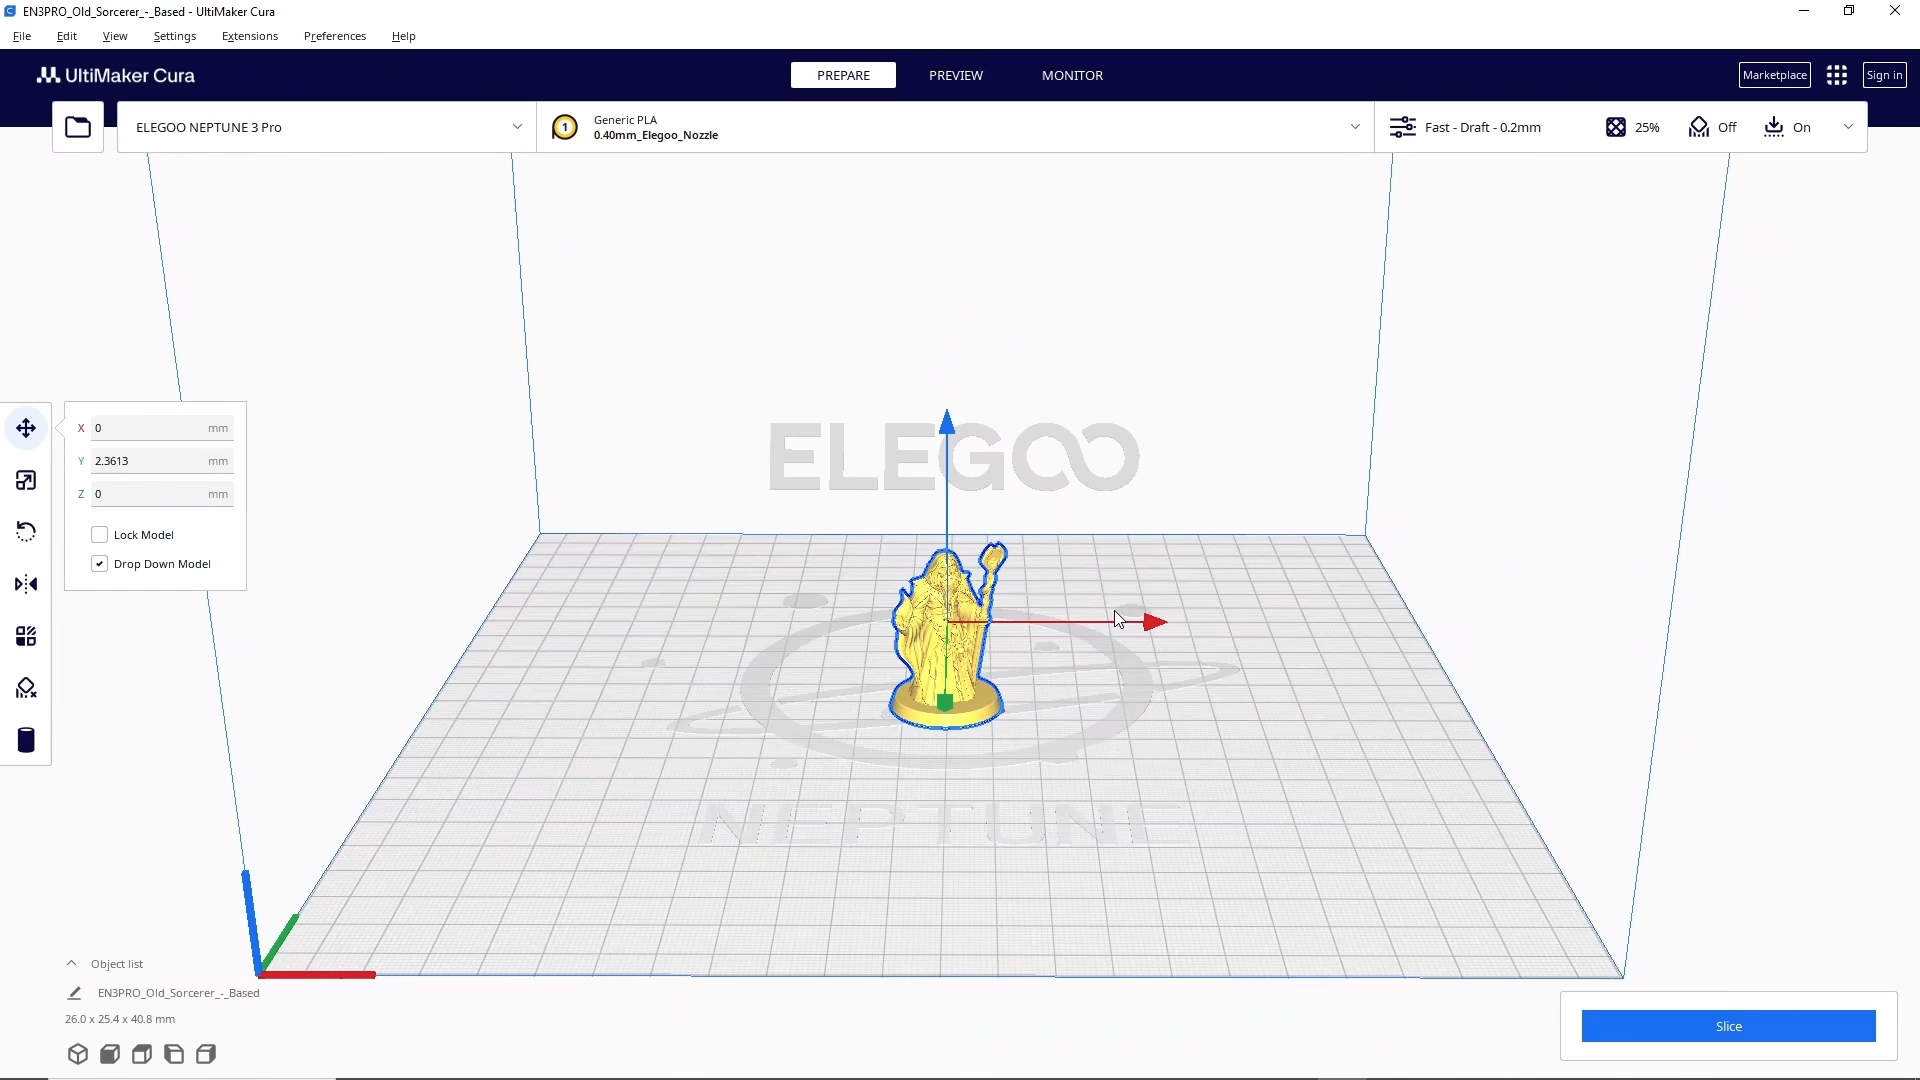 EN3PRO_Old_Sorcerer_-_Based - UltiMaker Cura
File Edit View Settings Extensions Preferences Help
UltiMaker Cura PREPARE PREVIEW MONITOR Marketplace Sign in
ELEGOO NEPTUNE 3 Pro
1 Generic PLA
0.40mm_Elegoo_Nozzle
Fast - Draft - 0.2mm 25% Off On
ELEGOO
X 0 mm
Y 2.3613 mm
Z 0 mm
Lock Model
Drop Down Model
NEPTUNE
Object list
EN3PRO_Old_Sorcerer_-_Based
26.0 x 25.4 x 40.8 mm
Slice